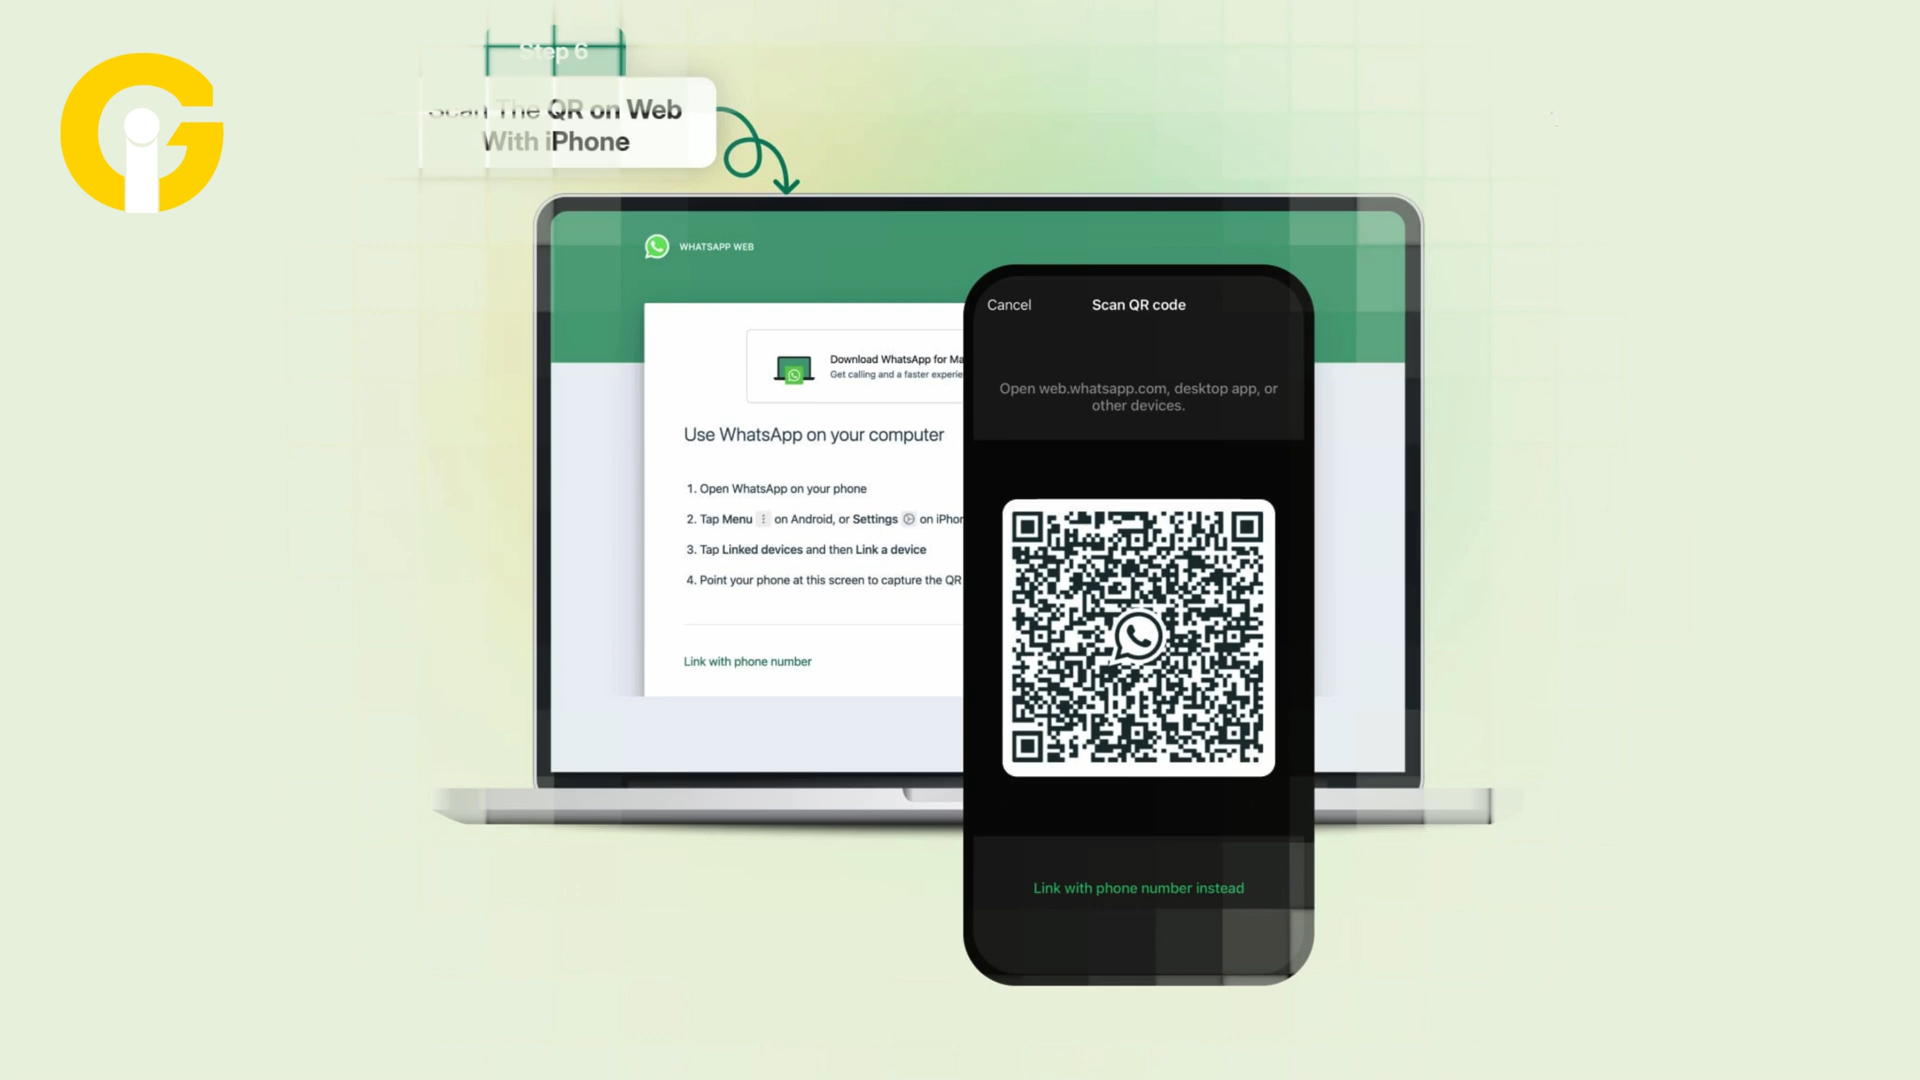 Step 6
Scan The QR on Web
With iPhone
WHATSAPP WEB
Download WhatsApp for Ma
Get calling and a faster experie
Use WhatsApp on your computer
1. Open WhatsApp on your phone
2. Tap Menu on Android, or Settings on iPhon
3. Tap Linked devices and then Link a device
4. Point your phone at this screen to capture the QR
Link with phone number
Cancel
Scan QR code
Open web.whatsapp.com, desktop app, or
other devices.
Link with phone number instead